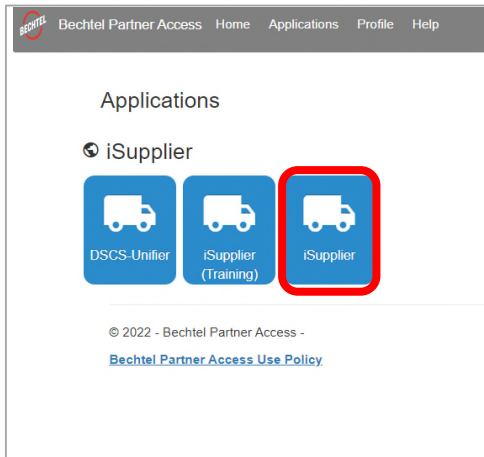 BECHTEL
Bechtel Partner Access Home Applications Profile Help
Applications
iSupplier
DSCS-Unifier
iSupplier
(Training)
iSupplier
© 2022 - Bechtel Partner Access -
Bechtel Partner Access Use Policy